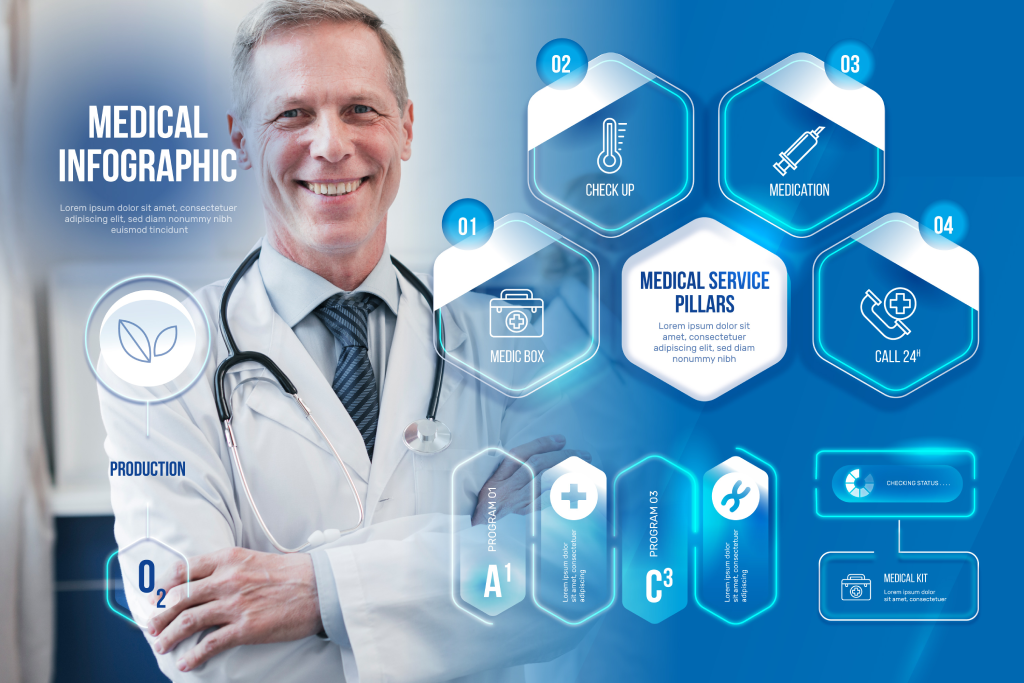 MEDICAL
INFOGRAPHIC
Lorem ipsum dolor sit amet, consectetuer
adipiscing elit, sed diam nonummy nibh
euismod tincidunt
PRODUCTION
O₂
02
CHECK UP
03
MEDICATION
01
MEDIC BOX
MEDICAL SERVICE
PILLARS
Lorem ipsum dolor sit
amet, consectetuer
adipiscing elit, sed diam
nonummy nibh
04
CALL 24ᴴ
PROGRAM 01
A¹
Lorem ipsum dolor
sit amet, consectetuer
adipiscing
PROGRAM 03
C³
Lorem ipsum dolor
sit amet, consectetuer
adipiscing
CHECKING STATUS . . . .
MEDICAL KIT
Lorem ipsum dolor
sit amet, consectetuer